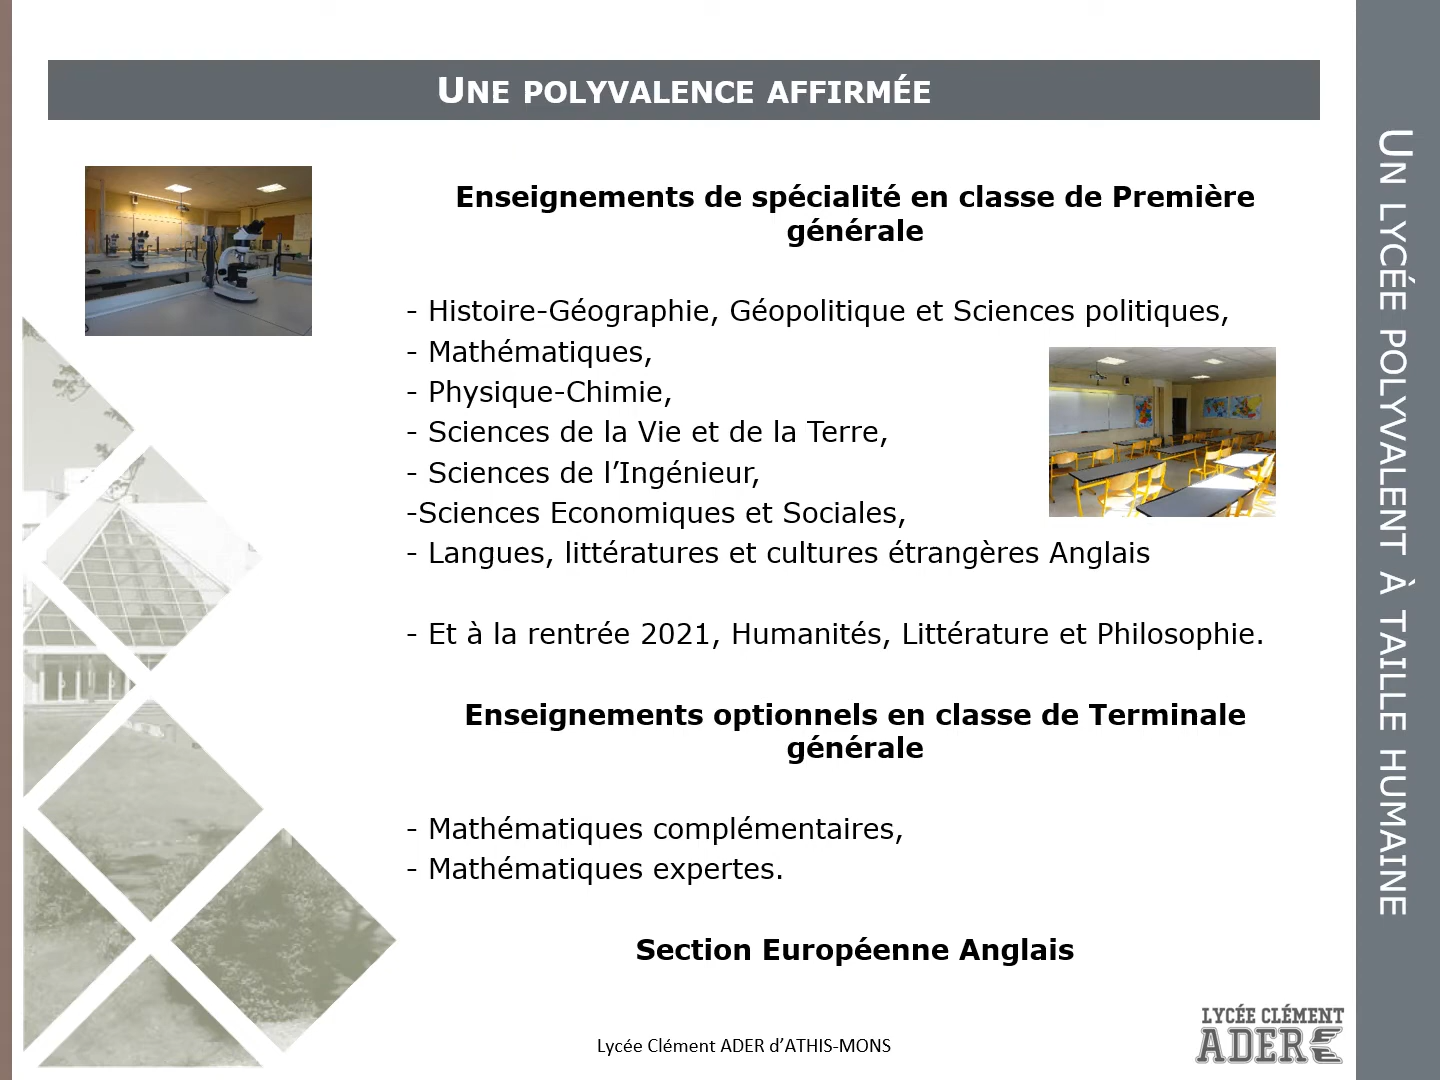 UNE POLYVALENCE AFFIRMÉE
Enseignements de spécialité en classe de Première
générale
- Histoire-Géographie, Géopolitique et Sciences politiques,
- Mathématiques,
- Physique-Chimie,
- Sciences de la Vie et de la Terre,
- Sciences de l’Ingénieur,
-Sciences Economiques et Sociales,
- Langues, littératures et cultures étrangères Anglais
- Et à la rentrée 2021, Humanités, Littérature et Philosophie.
Enseignements optionnels en classe de Terminale
générale
- Mathématiques complémentaires,
- Mathématiques expertes.
Section Européenne Anglais
Lycée Clément ADER d’ATHIS-MONS
LYCÉE CLÉMENT
ADER
UN LYCÉE POLYVALENT À TAILLE HUMAINE